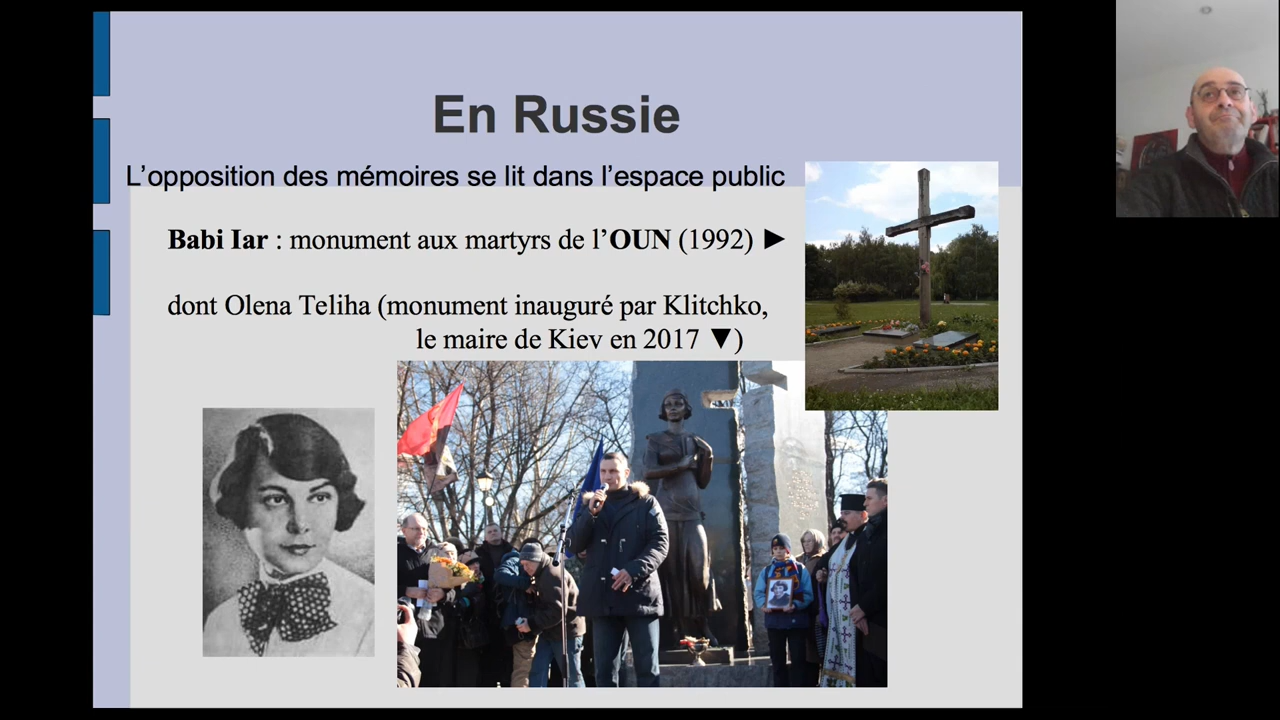 En Russie
L’opposition des mémoires se lit dans l’espace public
Babi Iar : monument aux martyrs de l’OUN (1992) ►
dont Olena Teliha (monument inauguré par Klitchko,
le maire de Kiev en 2017 ▼)